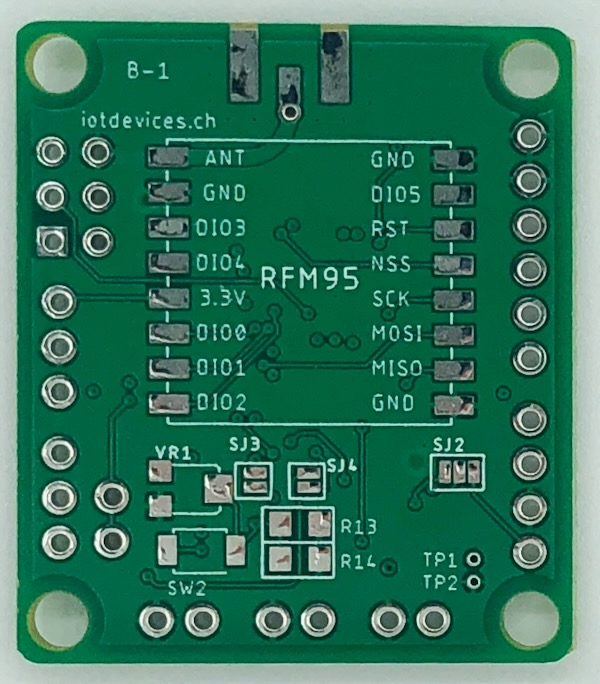 B-1
iotdevices.ch
ANT GND
GND DIO5
DIO3 RST
DIO4 NSS
RFM95
3.3V SCK
DIO0 MOSI
DIO1 MISO
DIO2 GND
SJ3
VR1 SJ4 SJ2
R13
R14
TP1
TP2
SW2